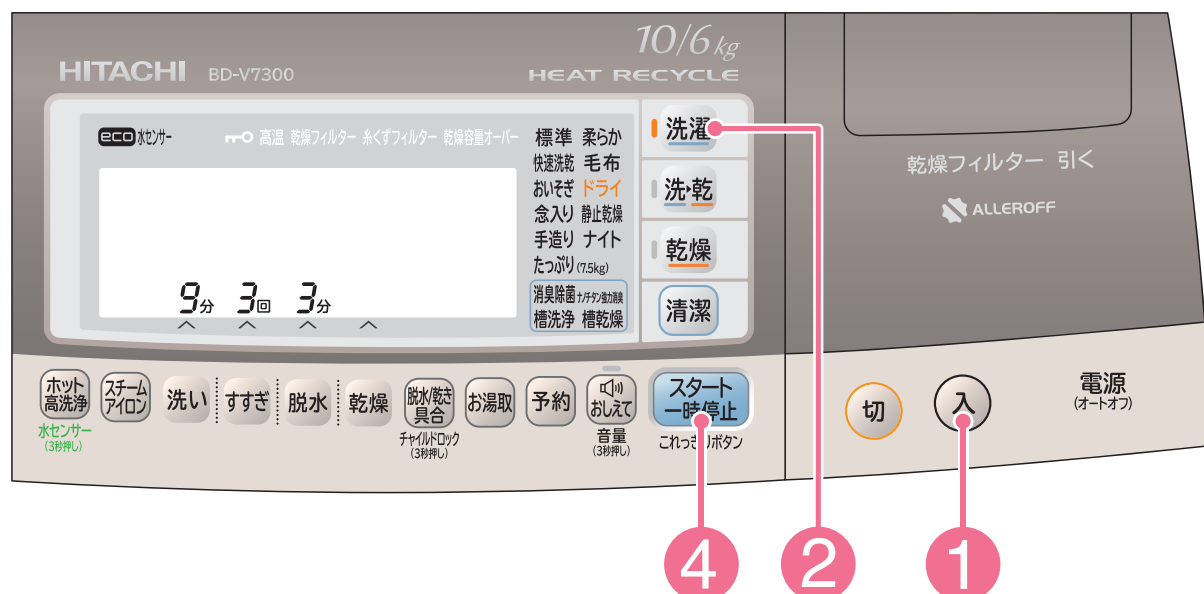 10/6 kg
HITACHI BD-V7300
HEAT RECYCLE
eco 水センサー 高温 乾燥フィルター 糸くずフィルター 乾燥容量オーバー
標準 柔らか
快速洗乾 毛布
おいそぎ ドライ
念入り 静止乾燥
手造り ナイト
たっぷり(7.5kg)
消臭除菌 ナノチタン強力消臭
槽洗浄 槽乾燥
洗濯
洗・乾
乾燥
清潔
9分 3回 3分
乾燥フィルター 引く
ALLEROFF
ホット高洗浄
水センサー
(3秒押し)
スチームアイロン
洗い
すすぎ
脱水
乾燥
脱水/乾き具合
チャイルドロック
(3秒押し)
お湯取
予約
おしえて
音量
(3秒押し)
スタート
一時停止
これっきりボタン
切
入
電源
(オートオフ)
4
2
1